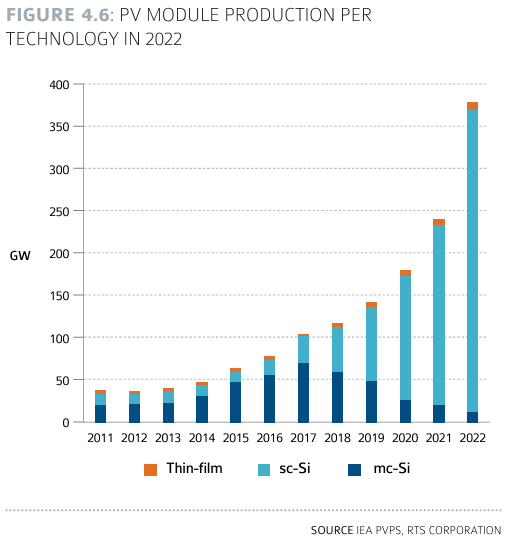 FIGURE 4.6: PV MODULE PRODUCTION PER
TECHNOLOGY IN 2022
400
350
300
250
GW
200
150
100
50
0
2011 2012 2013 2014 2015 2016 2017 2018 2019 2020 2021 2022
Thin-film sc-Si mc-Si
SOURCE IEA PVPS, RTS CORPORATION